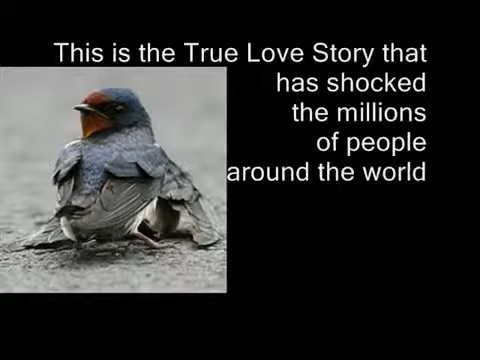 This is the True Love Story that
has shocked
the millions
of people
around the world